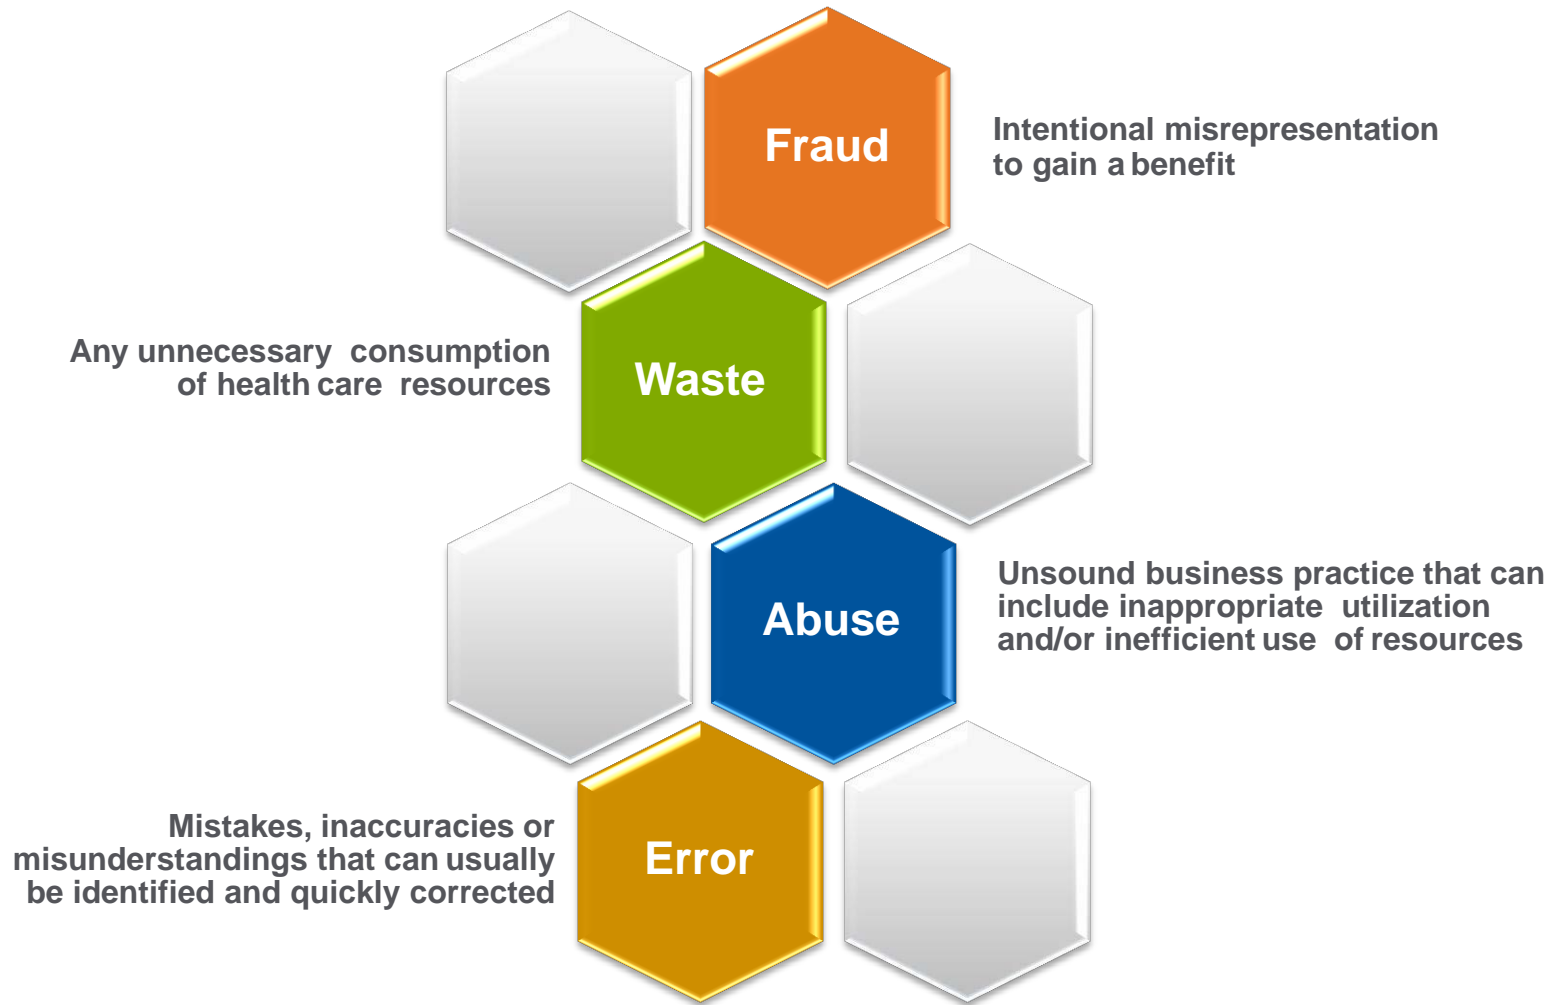 Fraud
Intentional misrepresentation
to gain a benefit
Any unnecessary consumption
of health care resources
Waste
Abuse
Unsound business practice that can
include inappropriate utilization
and/or inefficient use of resources
Mistakes, inaccuracies or
misunderstandings that can usually
be identified and quickly corrected
Error